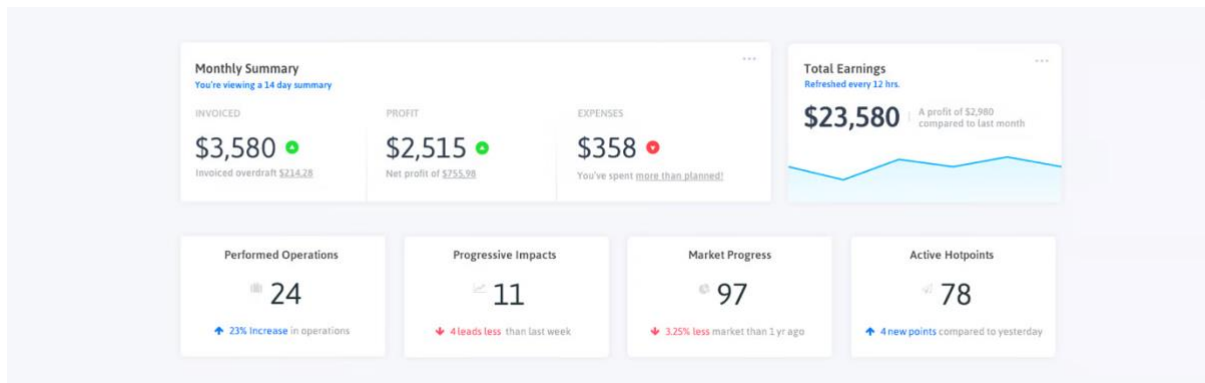 Monthly Summary
You're viewing a 14 day summary
INVOICED
$3,580
Invoiced overdraft $214,28
PROFIT
$2,515
Net profit of $755,98
EXPENSES
$358
You've spent more than planned!
Total Earnings
Refreshed every 12 hrs.
$23,580
A profit of $2,980
compared to last month
Performed Operations
24
23% Increase in operations
Progressive Impacts
11
4 leads less than last week
Market Progress
97
3.25% less market than 1 yr ago
Active Hotpoints
78
4 new points compared to yesterday